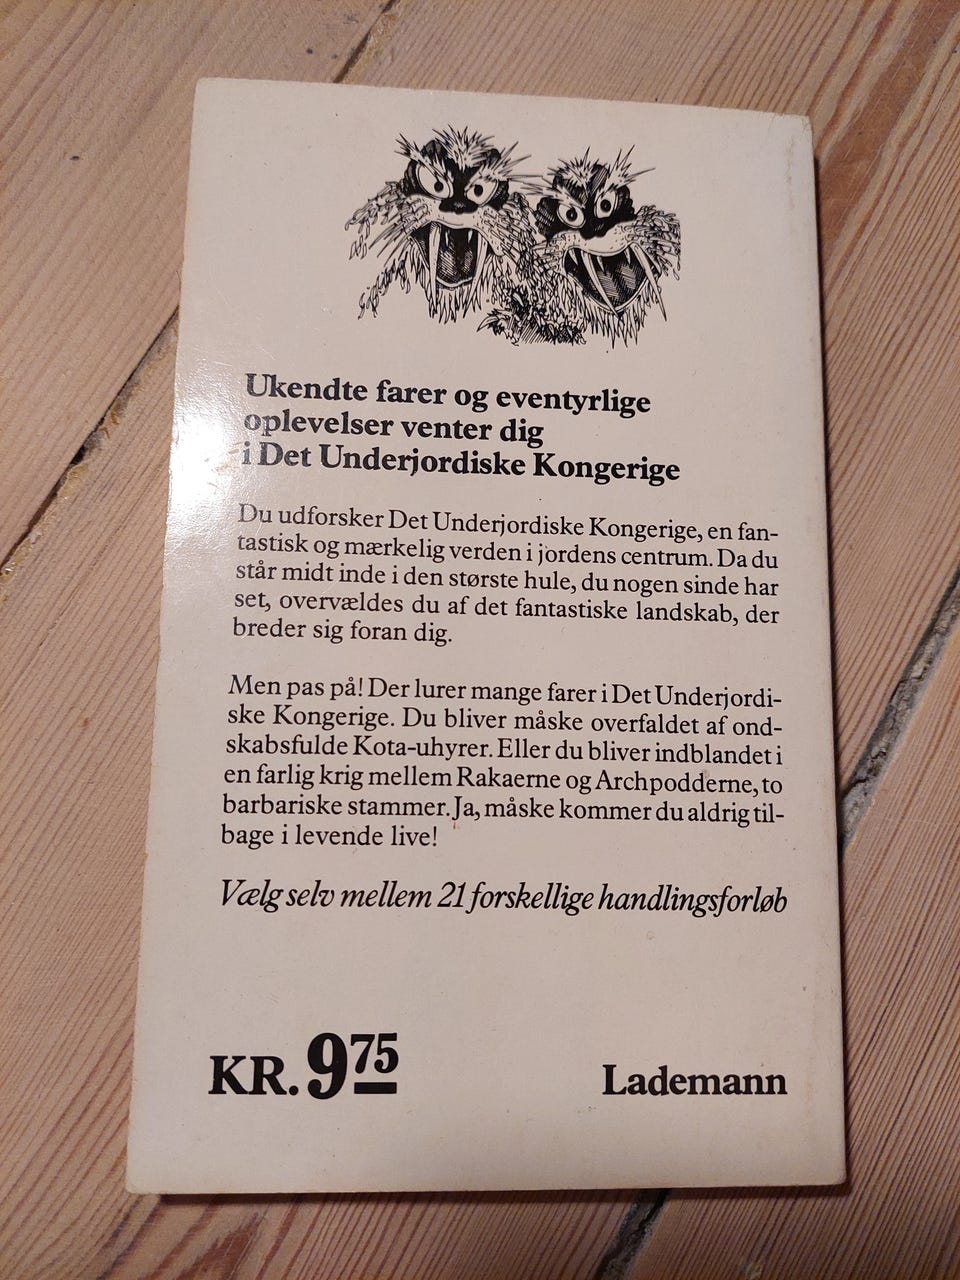 Ukendte farer og eventyrlige
oplevelser venter dig
i Det Underjordiske Kongerige
Du udforsker Det Underjordiske Kongerige, en fan-
tastisk og mærkelig verden i jordens centrum. Da du
står midt inde i den største hule, du nogen sinde har
set, overvældes du af det fantastiske landskab, der
breder sig foran dig.
Men pas på! Der lurer mange farer i Det Underjordi-
ske Kongerige. Du bliver måske overfaldet af ond-
skabsfulde Kota-uhyrer. Eller du bliver indblandet i
en farlig krig mellem Rakaerne og Archpodderne, to
barbariske stammer. Ja, måske kommer du aldrig til-
bage i levende live!
Vælg selv mellem 21 forskellige handlingsforløb
KR. 975
Lademann